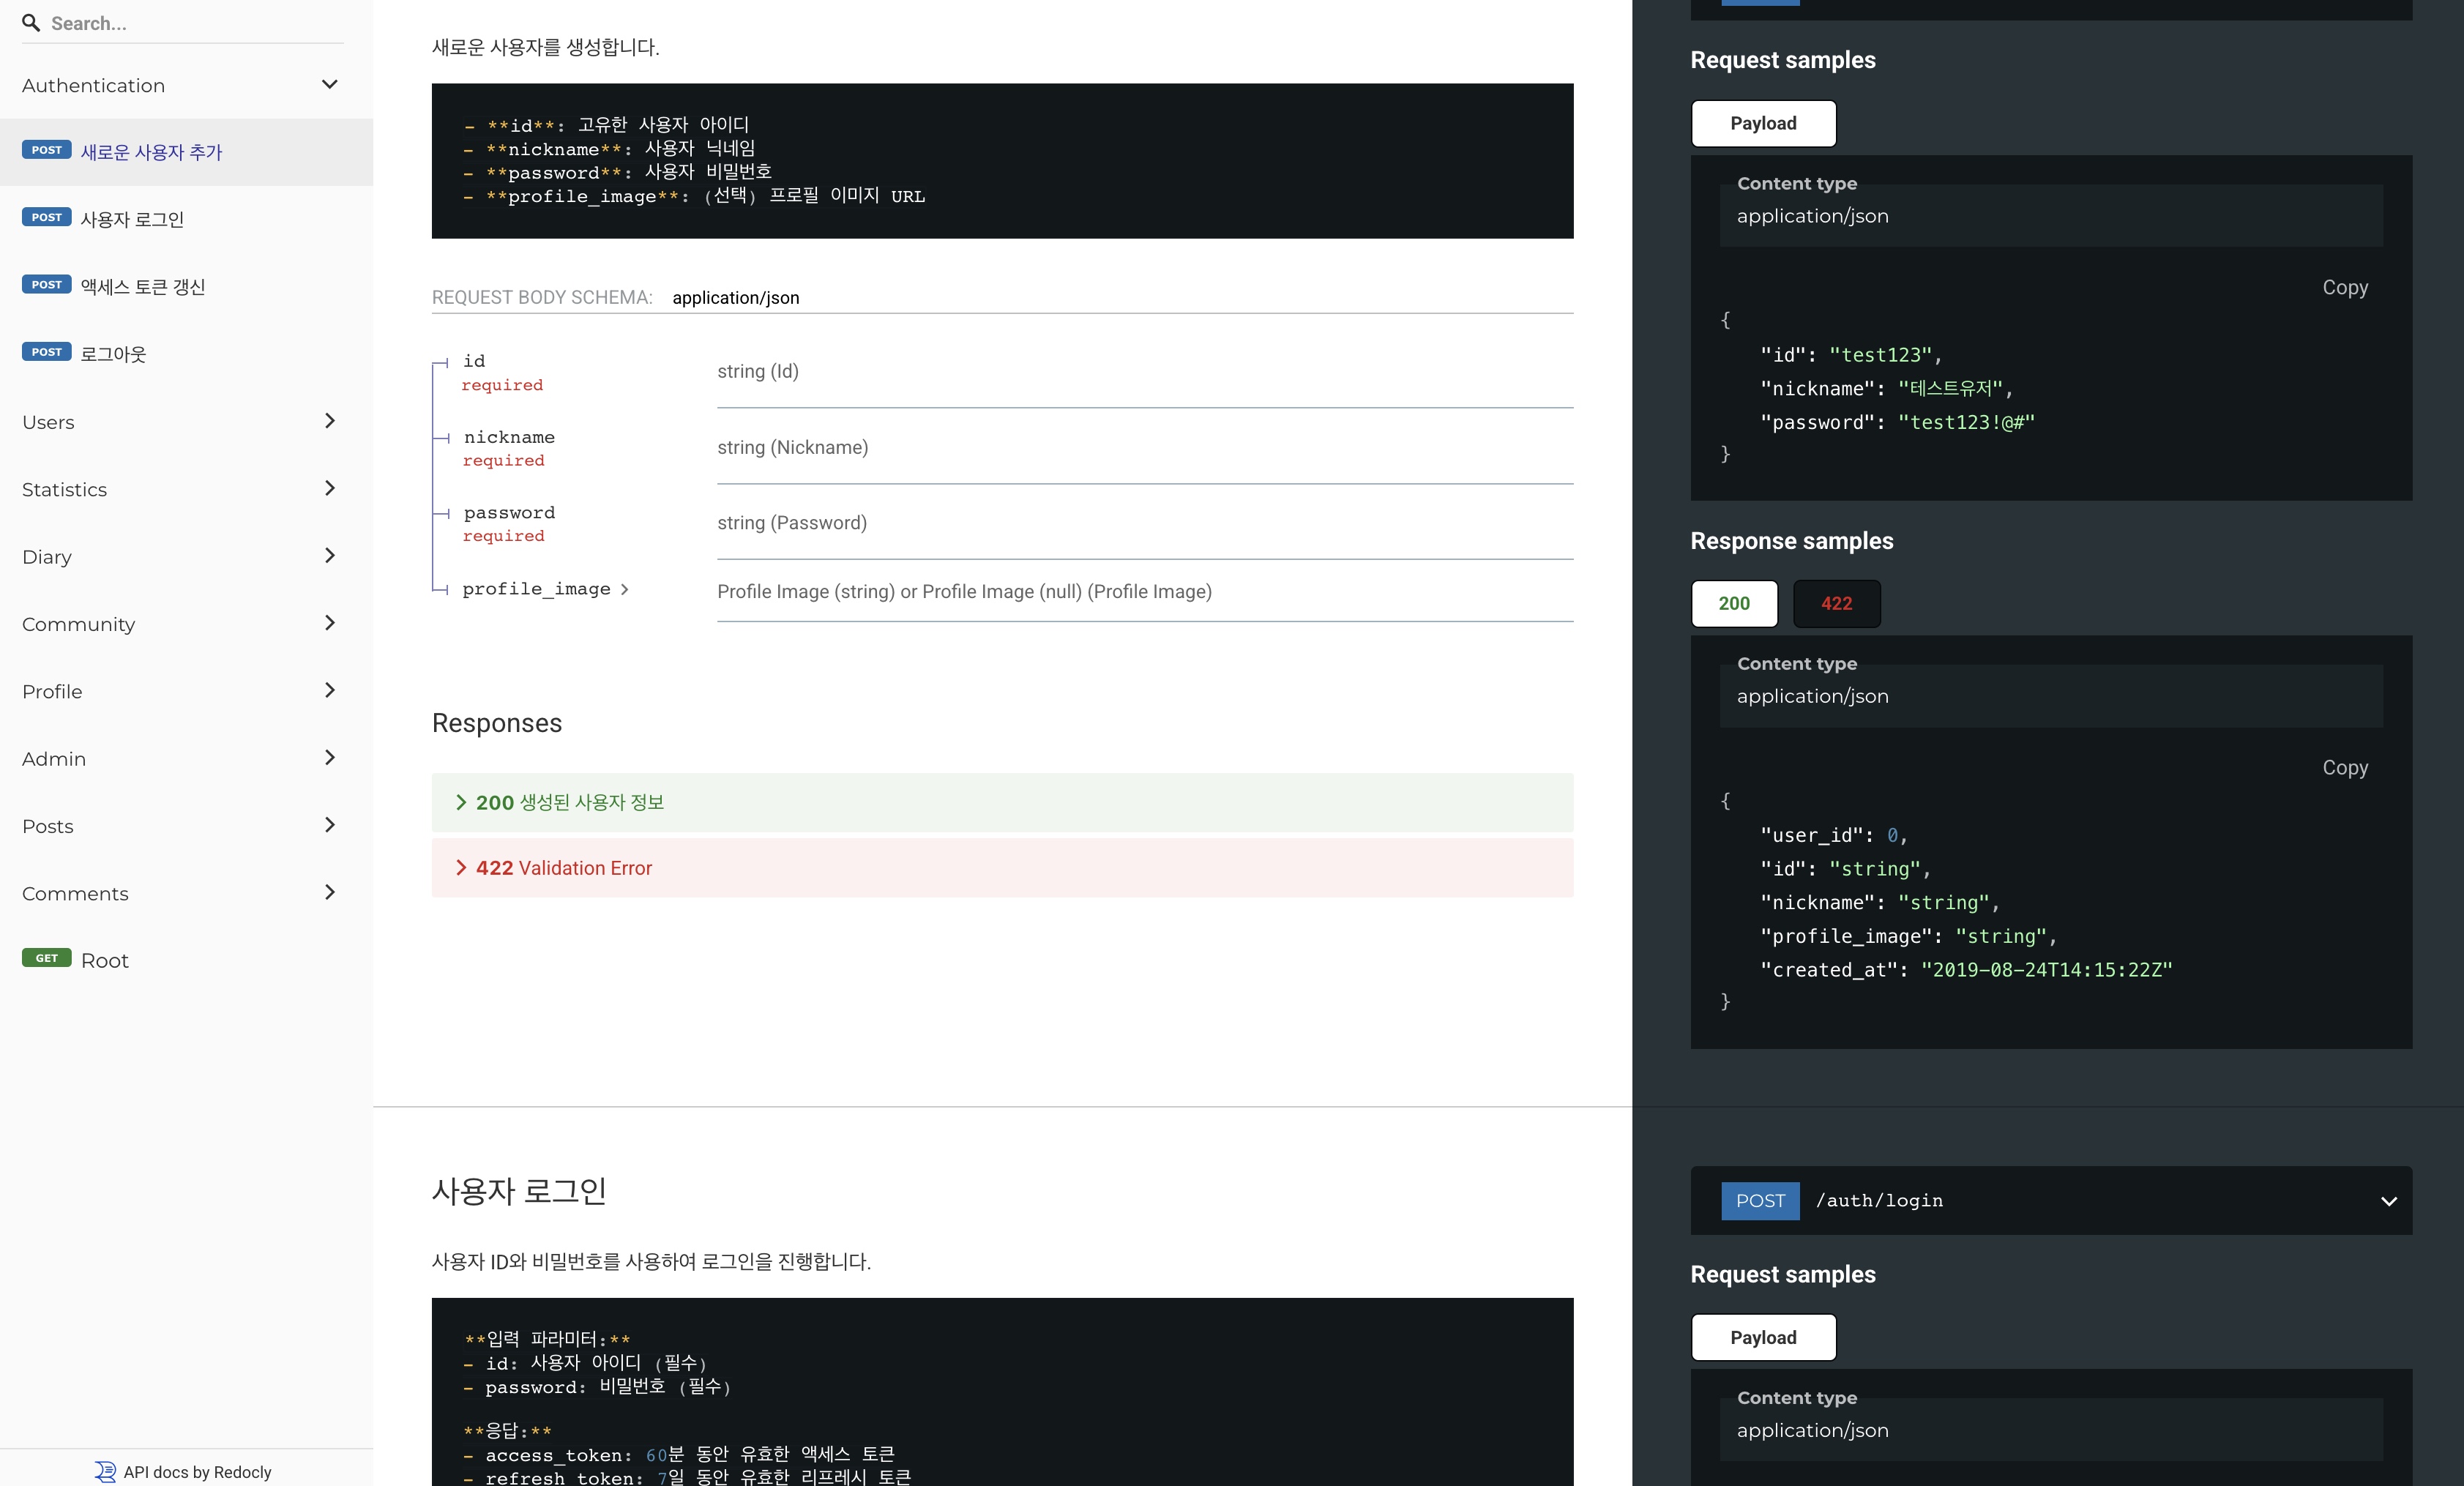 Search...
Authentication
POST 새로운 사용자 추가
POST 사용자 로그인
POST 액세스 토큰 갱신
POST 로그아웃
Users
Statistics
Diary
Community
Profile
Admin
Posts
Comments
GET Root
API docs by Redocly
새로운 사용자를 생성합니다.
- **id**: 고유한 사용자 아이디
- **nickname**: 사용자 닉네임
- **password**: 사용자 비밀번호
- **profile_image**: (선택) 프로필 이미지 URL
REQUEST BODY SCHEMA: application/json
id
required
string (Id)
nickname
required
string (Nickname)
password
required
string (Password)
profile_image
Profile Image (string) or Profile Image (null) (Profile Image)
Responses
200 생성된 사용자 정보
422 Validation Error
사용자 로그인
사용자 ID와 비밀번호를 사용하여 로그인을 진행합니다.
**입력 파라미터:**
- id: 사용자 아이디 (필수)
- password: 비밀번호 (필수)
**응답:**
- access_token: 60분 동안 유효한 액세스 토큰
- refresh_token: 7일 동안 유효한 리프레시 토큰
Request samples
Payload
Content type
application/json
Copy
{
"id": "test123",
"nickname": "테스트유저",
"password": "test123!@#"
}
Response samples
200 422
Content type
application/json
Copy
{
"user_id": 0,
"id": "string",
"nickname": "string",
"profile_image": "string",
"created_at": "2019-08-24T14:15:22Z"
}
POST /auth/login
Request samples
Payload
Content type
application/json